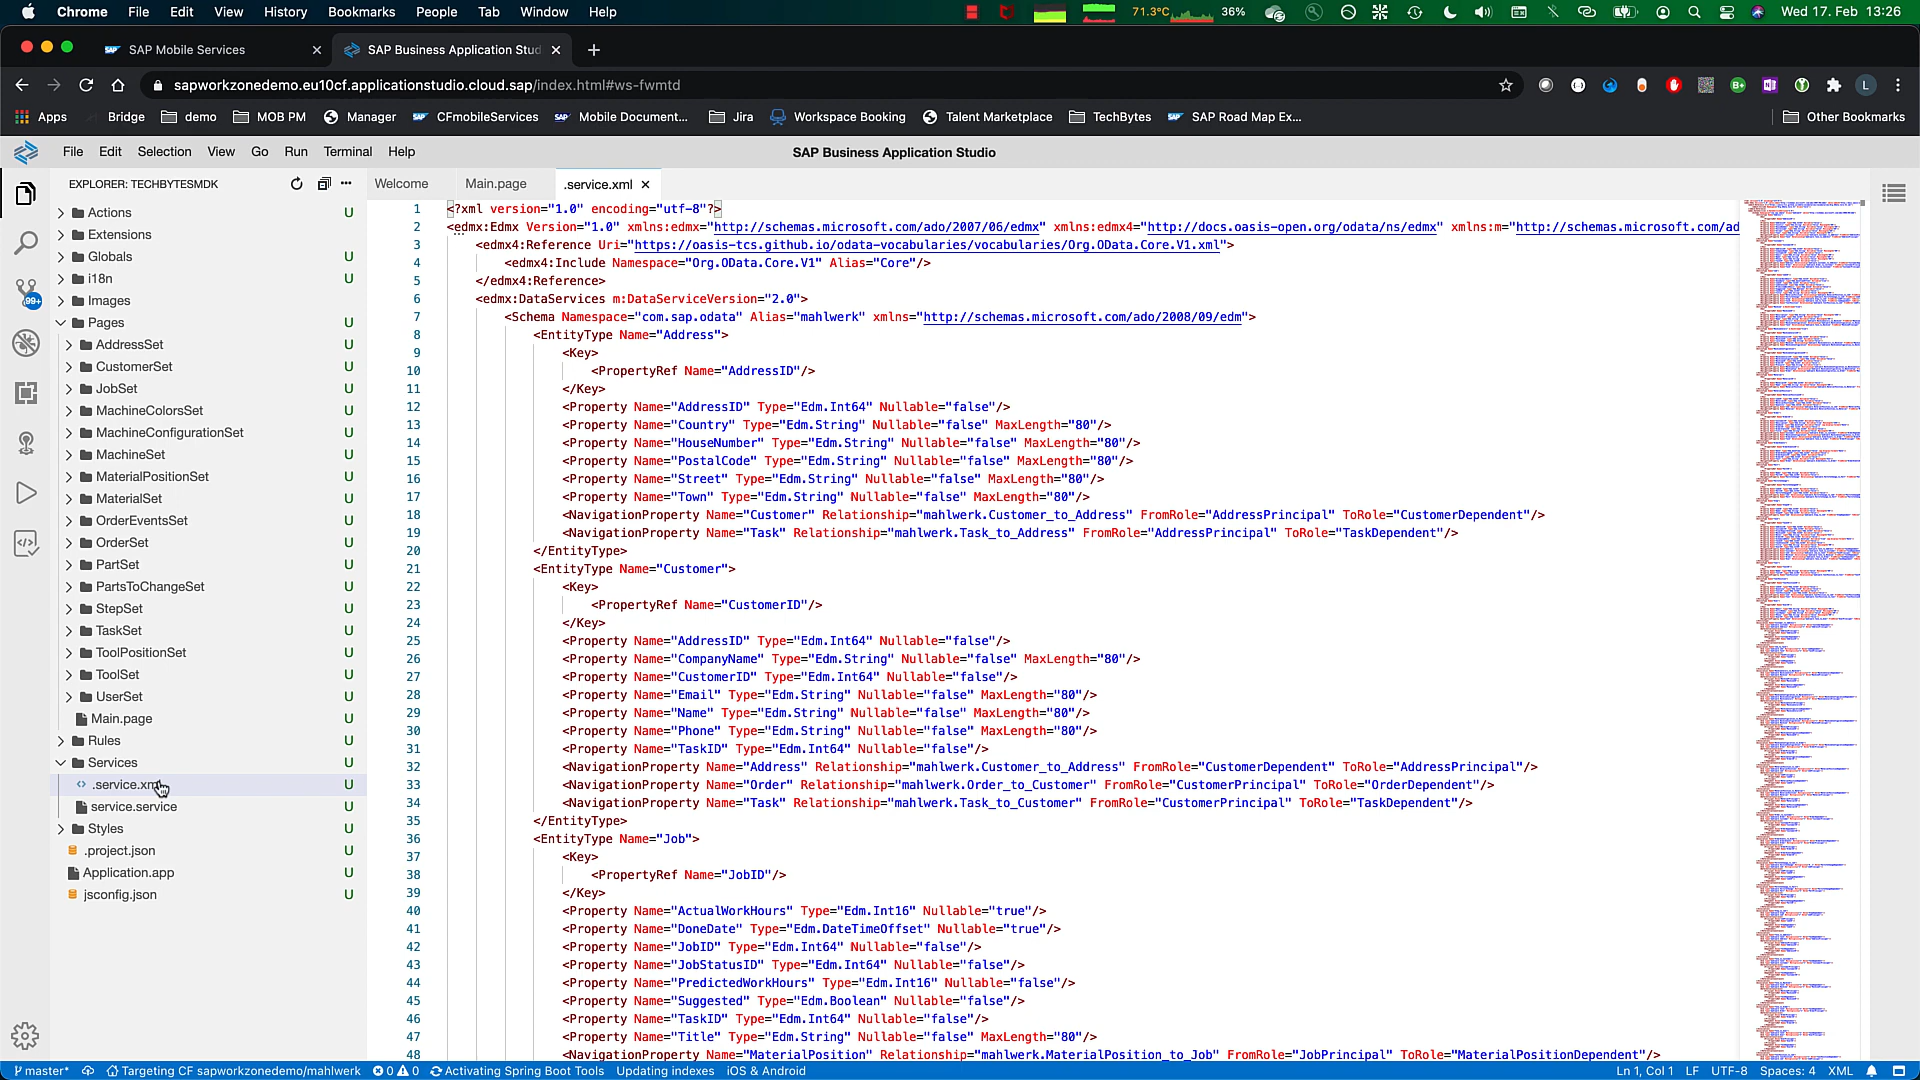 Chrome File Edit View History Bookmarks People Tab Window Help 71.3°C 36% Wed 17. Feb 13:26
SAP Mobile Services SAP Business Application Stud
sapworkzonedemo.eu10cf.applicationstudio.cloud.sap/index.html#ws-fwmtd
Apps Bridge demo MOB PM Manager CFmobileServices Mobile Document... Jira Workspace Booking Talent Marketplace TechBytes SAP Road Map Ex... Other Bookmarks
File Edit Selection View Go Run Terminal Help SAP Business Application Studio
EXPLORER: TECHBYTESMDK
Welcome Main.page .service.xml
Actions U
Extensions
Globals U
i18n U
Images U
Pages U
AddressSet U
CustomerSet U
JobSet U
MachineColorsSet U
MachineConfigurationSet U
MachineSet U
MaterialPositionSet U
MaterialSet U
OrderEventsSet U
OrderSet U
PartSet U
PartsToChangeSet U
StepSet U
TaskSet U
ToolPositionSet U
ToolSet U
UserSet U
Main.page U
Rules U
Services U
.service.xml U
service.service U
Styles U
.project.json U
Application.app U
jsconfig.json U
99+
1 <?xml version="1.0" encoding="utf-8"?>
2 <edmx:Edmx Version="1.0" xmlns:edmx="http://schemas.microsoft.com/ado/2007/06/edmx" xmlns:edmx4="http://docs.oasis-open.org/odata/ns/edmx" xmlns:m="http://schemas.microsoft.com/ad
3 <edmx4:Reference Uri="https://oasis-tcs.github.io/odata-vocabularies/vocabularies/Org.OData.Core.V1.xml">
4 <edmx4:Include Namespace="Org.OData.Core.V1" Alias="Core"/>
5 </edmx4:Reference>
6 <edmx:DataServices m:DataServiceVersion="2.0">
7 <Schema Namespace="com.sap.odata" Alias="mahlwerk" xmlns="http://schemas.microsoft.com/ado/2008/09/edm">
8 <EntityType Name="Address">
9 <Key>
10 <PropertyRef Name="AddressID"/>
11 </Key>
12 <Property Name="AddressID" Type="Edm.Int64" Nullable="false"/>
13 <Property Name="Country" Type="Edm.String" Nullable="false" MaxLength="80"/>
14 <Property Name="HouseNumber" Type="Edm.String" Nullable="false" MaxLength="80"/>
15 <Property Name="PostalCode" Type="Edm.String" Nullable="false" MaxLength="80"/>
16 <Property Name="Street" Type="Edm.String" Nullable="false" MaxLength="80"/>
17 <Property Name="Town" Type="Edm.String" Nullable="false" MaxLength="80"/>
18 <NavigationProperty Name="Customer" Relationship="mahlwerk.Customer_to_Address" FromRole="AddressPrincipal" ToRole="CustomerDependent"/>
19 <NavigationProperty Name="Task" Relationship="mahlwerk.Task_to_Address" FromRole="AddressPrincipal" ToRole="TaskDependent"/>
20 </EntityType>
21 <EntityType Name="Customer">
22 <Key>
23 <PropertyRef Name="CustomerID"/>
24 </Key>
25 <Property Name="AddressID" Type="Edm.Int64" Nullable="false"/>
26 <Property Name="CompanyName" Type="Edm.String" Nullable="false" MaxLength="80"/>
27 <Property Name="CustomerID" Type="Edm.Int64" Nullable="false"/>
28 <Property Name="Email" Type="Edm.String" Nullable="false" MaxLength="80"/>
29 <Property Name="Name" Type="Edm.String" Nullable="false" MaxLength="80"/>
30 <Property Name="Phone" Type="Edm.String" Nullable="false" MaxLength="80"/>
31 <Property Name="TaskID" Type="Edm.Int64" Nullable="false"/>
32 <NavigationProperty Name="Address" Relationship="mahlwerk.Customer_to_Address" FromRole="CustomerDependent" ToRole="AddressPrincipal"/>
33 <NavigationProperty Name="Order" Relationship="mahlwerk.Order_to_Customer" FromRole="CustomerPrincipal" ToRole="OrderDependent"/>
34 <NavigationProperty Name="Task" Relationship="mahlwerk.Task_to_Customer" FromRole="CustomerPrincipal" ToRole="TaskDependent"/>
35 </EntityType>
36 <EntityType Name="Job">
37 <Key>
38 <PropertyRef Name="JobID"/>
39 </Key>
40 <Property Name="ActualWorkHours" Type="Edm.Int16" Nullable="true"/>
41 <Property Name="DoneDate" Type="Edm.DateTimeOffset" Nullable="true"/>
42 <Property Name="JobID" Type="Edm.Int64" Nullable="false"/>
43 <Property Name="JobStatusID" Type="Edm.Int64" Nullable="false"/>
44 <Property Name="PredictedWorkHours" Type="Edm.Int16" Nullable="false"/>
45 <Property Name="Suggested" Type="Edm.Boolean" Nullable="false"/>
46 <Property Name="TaskID" Type="Edm.Int64" Nullable="false"/>
47 <Property Name="Title" Type="Edm.String" Nullable="false" MaxLength="80"/>
48 <NavigationProperty Name="MaterialPosition" Relationship="mahlwerk.MaterialPosition_to_Job" FromRole="JobPrincipal" ToRole="MaterialPositionDependent"/>
master* Targeting CF sapworkzonedemo/mahlwerk 0 0 Activating Spring Boot Tools Updating indexes iOS & Android Ln 1, Col 1 LF UTF-8 Spaces: 4 XML